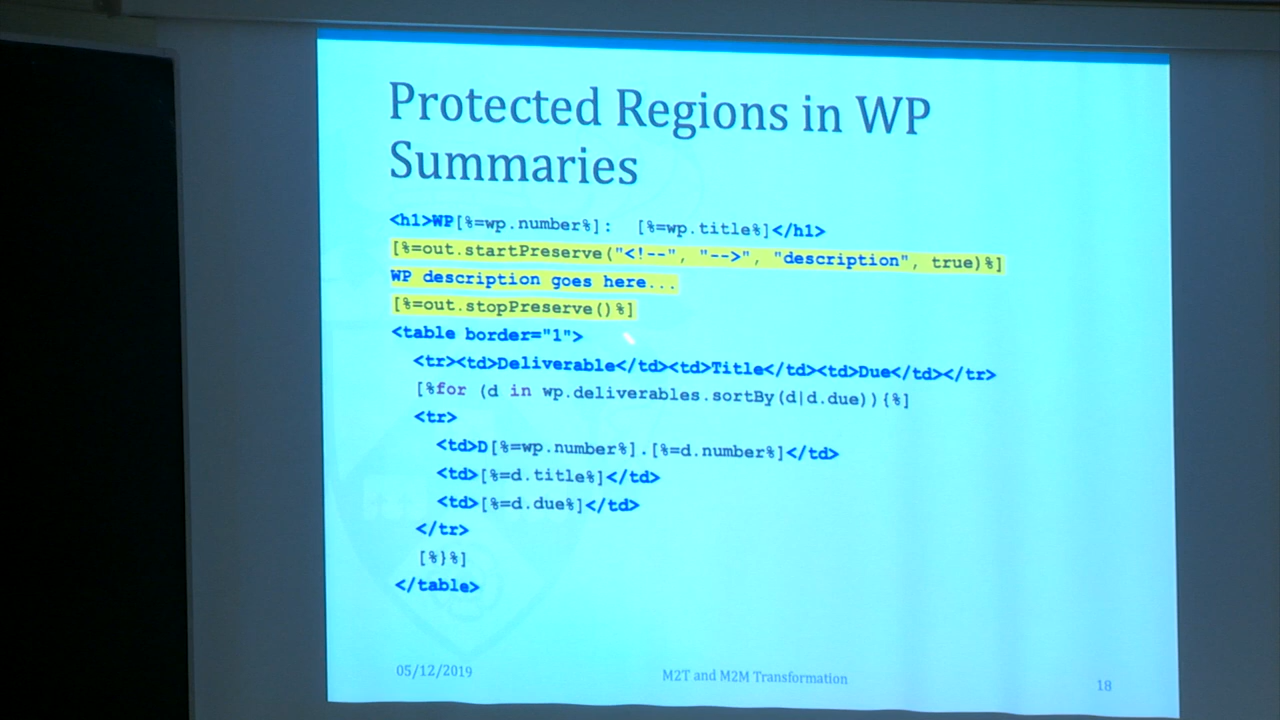 Protected Regions in WP
Summaries
<h1>WP[%=wp.number%]:  [%=wp.title%]</h1>
[%=out.startPreserve("<!--", "-->", "description", true)%]
WP description goes here...
[%=out.stopPreserve()%]
<table border="1">
<tr><td>Deliverable</td><td>Title</td><td>Due</td></tr>
[%for (d in wp.deliverables.sortBy(d|d.due)){%]
<tr>
<td>D[%=wp.number%].[%=d.number%]</td>
<td>[%=d.title%]</td>
<td>[%=d.due%]</td>
</tr>
[%}%]
</table>
05/12/2019
M2T and M2M Transformation
18